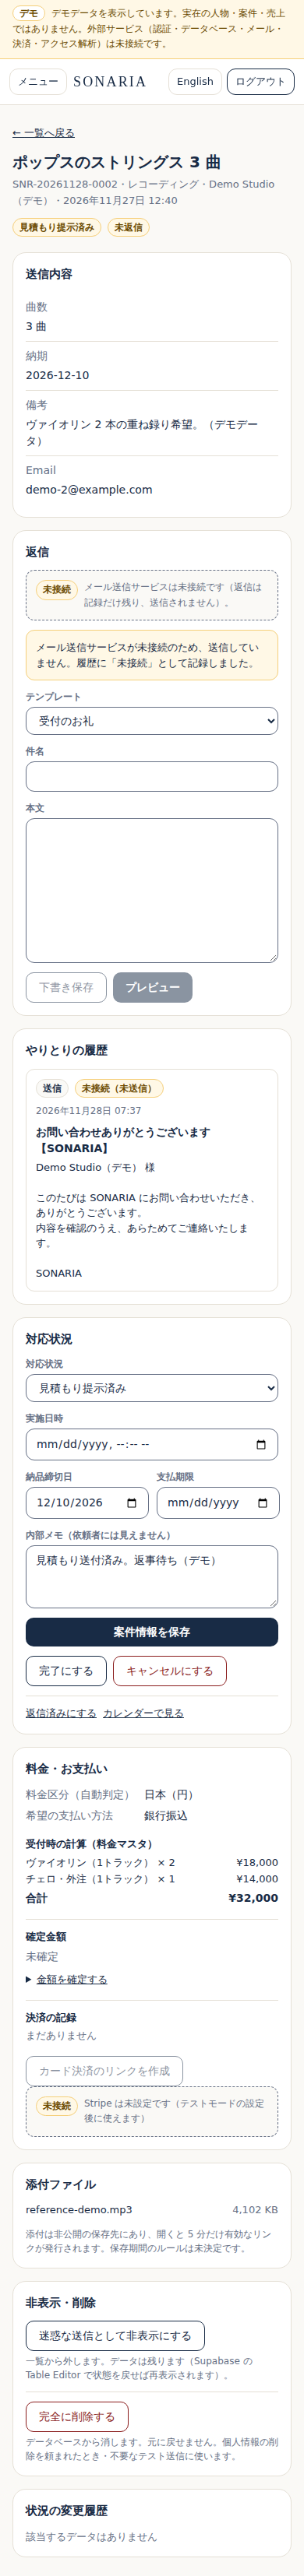 デモ デモデータを表示しています。実在の人物・案件・売上
ではありません。外部サービス（認証・データベース・メール・
決済・アクセス解析）は未接続です。
メニュー SONARIA English ログアウト
← 一覧へ戻る
ポップスのストリングス 3 曲
SNR-20261128-0002・レコーディング・Demo Studio
（デモ）・2026年11月27日 12:40
見積もり提示済み 未返信
送信内容
曲数
3 曲
納期
2026-12-10
備考
ヴァイオリン 2 本の重ね録り希望。（デモデー
タ）
Email
demo-2@example.com
返信
未接続 メール送信サービスは未接続です（返信は
記録だけ残り、送信されません）。
メール送信サービスが未接続のため、送信してい
ません。履歴に「未接続」として記録しました。
テンプレート
受付のお礼
件名
本文
下書き保存 プレビュー
やりとりの履歴
送信 未接続（未送信）
2026年11月28日 07:37
お問い合わせありがとうございます
【SONARIA】
Demo Studio（デモ） 様
このたびは SONARIA にお問い合わせいただき、
ありがとうございます。
内容を確認のうえ、あらためてご連絡いたしま
す。
SONARIA
対応状況
対応状況
見積もり提示済み
実施日時
mm/dd/yyyy, --:-- --
納品締切日 支払期限
12/10/2026 mm/dd/yyyy
内部メモ（依頼者には見えません）
見積もり送付済み。返事待ち（デモ）
案件情報を保存
完了にする キャンセルにする
返信済みにする カレンダーで見る
料金・お支払い
料金区分（自動判定） 日本（円）
希望の支払い方法 銀行振込
受付時の計算（料金マスタ）
ヴァイオリン（1トラック） × 2 ¥18,000
チェロ・外注（1トラック） × 1 ¥14,000
合計 ¥32,000
確定金額
未確定
▶ 金額を確定する
決済の記録
まだありません
カード決済のリンクを作成
未接続 Stripe は未設定です（テストモードの設定
後に使えます）
添付ファイル
reference-demo.mp3 4,102 KB
添付は非公開の保存先にあり、開くと 5 分だけ有効なリン
クが発行されます。保存期間のルールは未決定です。
非表示・削除
迷惑な送信として非表示にする
一覧から外します。データは残ります（Supabase の
Table Editor で状態を戻せば再表示されます）。
完全に削除する
データベースから消します。元に戻せません。個人情報の削
除を頼まれたとき・不要なテスト送信に使います。
状況の変更履歴
該当するデータはありません